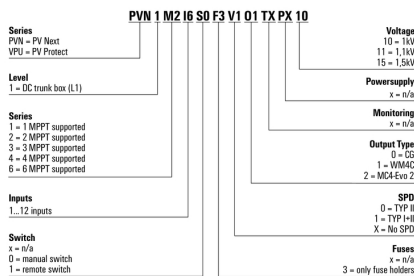 PVN 1 M2 I6 S0 F3 V1 O1 TX PX 10
Series
PVN = PV Next
VPU = PV Protect
Level
1 = DC trunk box (L1)
Series
1 = 1 MPPT supported
2 = 2 MPPT supported
3 = 3 MPPT supported
4 = 4 MPPT supported
6 = 6 MPPT supported
Inputs
1...12 inputs
Switch
x = n/a
0 = manual switch
1 = remote switch
Voltage
10 = 1kV
11 = 1,1kV
15 = 1,5kV
Powersupply
x = n/a
Monitoring
x = n/a
Output Type
0 = CG
1 = WM4C
2 = MC4-Evo 2
SPD
0 = TYP II
1 = TYP I+II
X = No SPD
Fuses
x = n/a
3 = only fuse holders